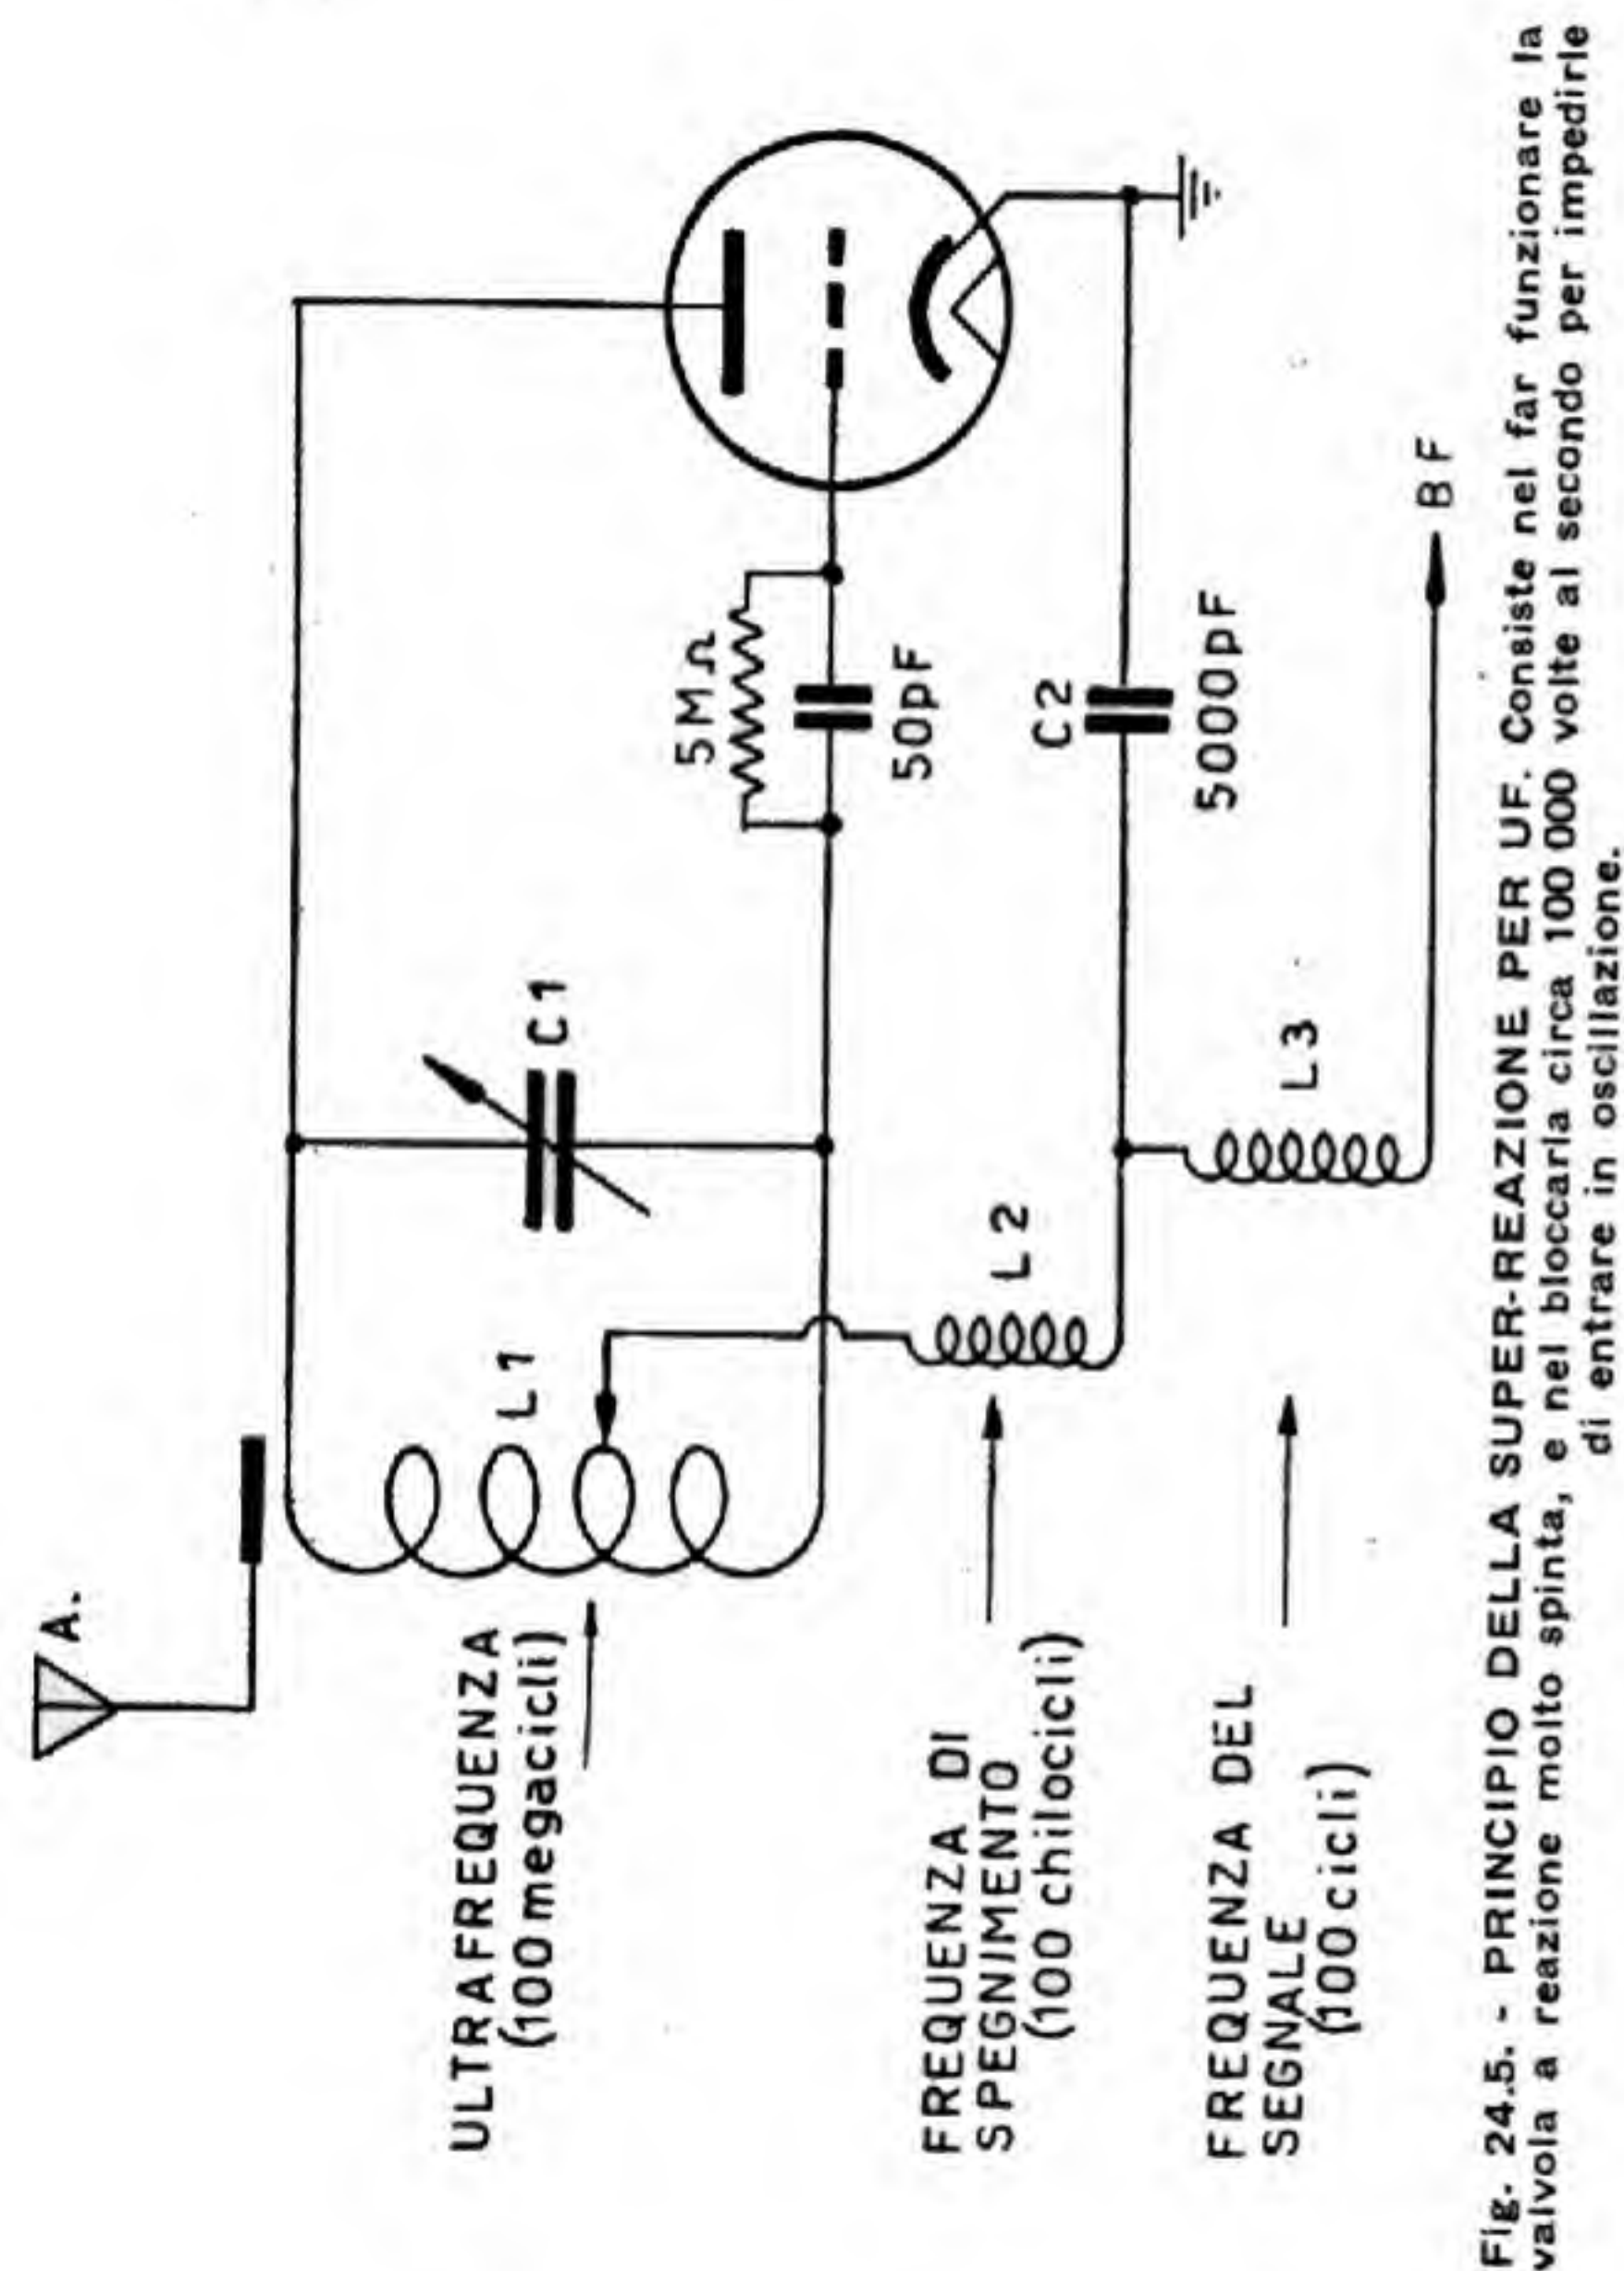 A.
ULTRAFREQUENZA
(100 megacicli)
L1
C1
5MΩ
50pF
FREQUENZA DI
SPEGNIMENTO
(100 chilocicli)
L2
C2
5000pF
FREQUENZA DEL
SEGNALE
(100 cicli)
L3
BF
Fig. 24.5. - PRINCIPIO DELLA SUPER-REAZIONE PER UF. Consiste nel far funzionare la
valvola a reazione molto spinta, e nel bloccarla circa 100 000 volte al secondo per impedirle
di entrare in oscillazione.